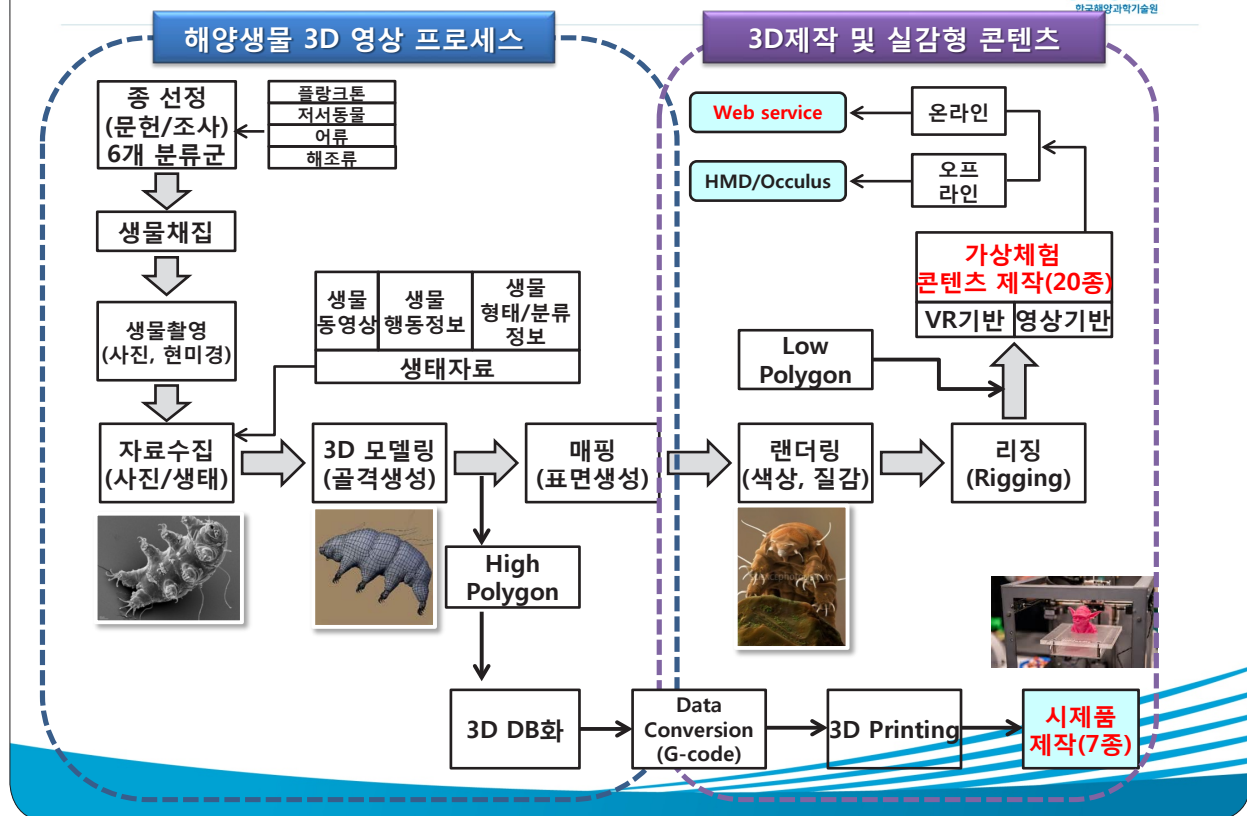 한국해양과학기술원
해양생물 3D 영상 프로세스
3D제작 및 실감형 콘텐츠
종 선정
(문헌/조사)
6개 분류군
플랑크톤
저서동물
어류
해조류
생물채집
생물촬영
(사진, 현미경)
생물
동영상
생물
행동정보
생물
형태/분류
정보
생태자료
자료수집
(사진/생태)
3D 모델링
(골격생성)
매핑
(표면생성)
High
Polygon
3D DB화
Data
Conversion
(G-code)
3D Printing
시제품
제작(7종)
Web service
온라인
HMD/Occulus
오프
라인
가상체험
콘텐츠 제작(20종)
VR기반
영상기반
Low
Polygon
랜더링
(색상, 질감)
리징
(Rigging)